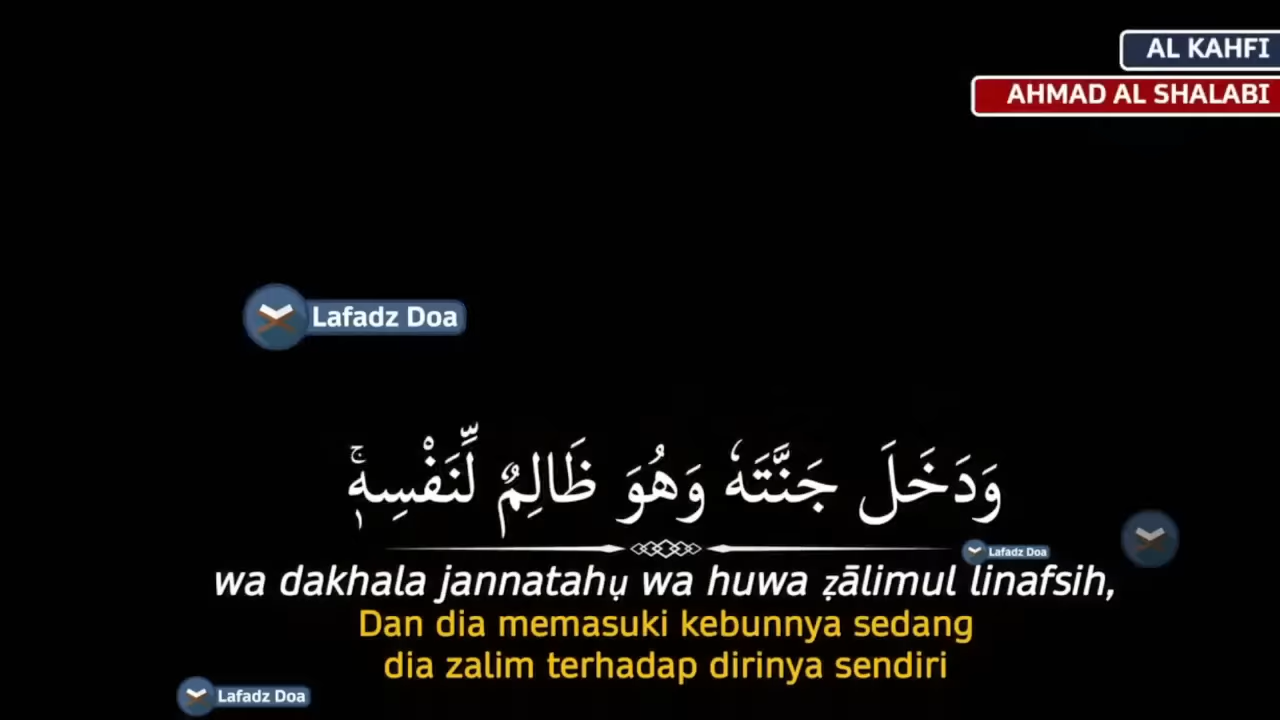 AL KAHFI
AHMAD AL SHALABI
Lafadz Doa
وَدَخَلَ جَنَّتَهٗ وَهُوَ ظَالِمٌ لِّنَفْسِهٖۚ
Lafadz Doa
wa dakhala jannatahụ wa huwa ẓālimul linafsih,
Dan dia memasuki kebunnya sedang
dia zalim terhadap dirinya sendiri
Lafadz Doa